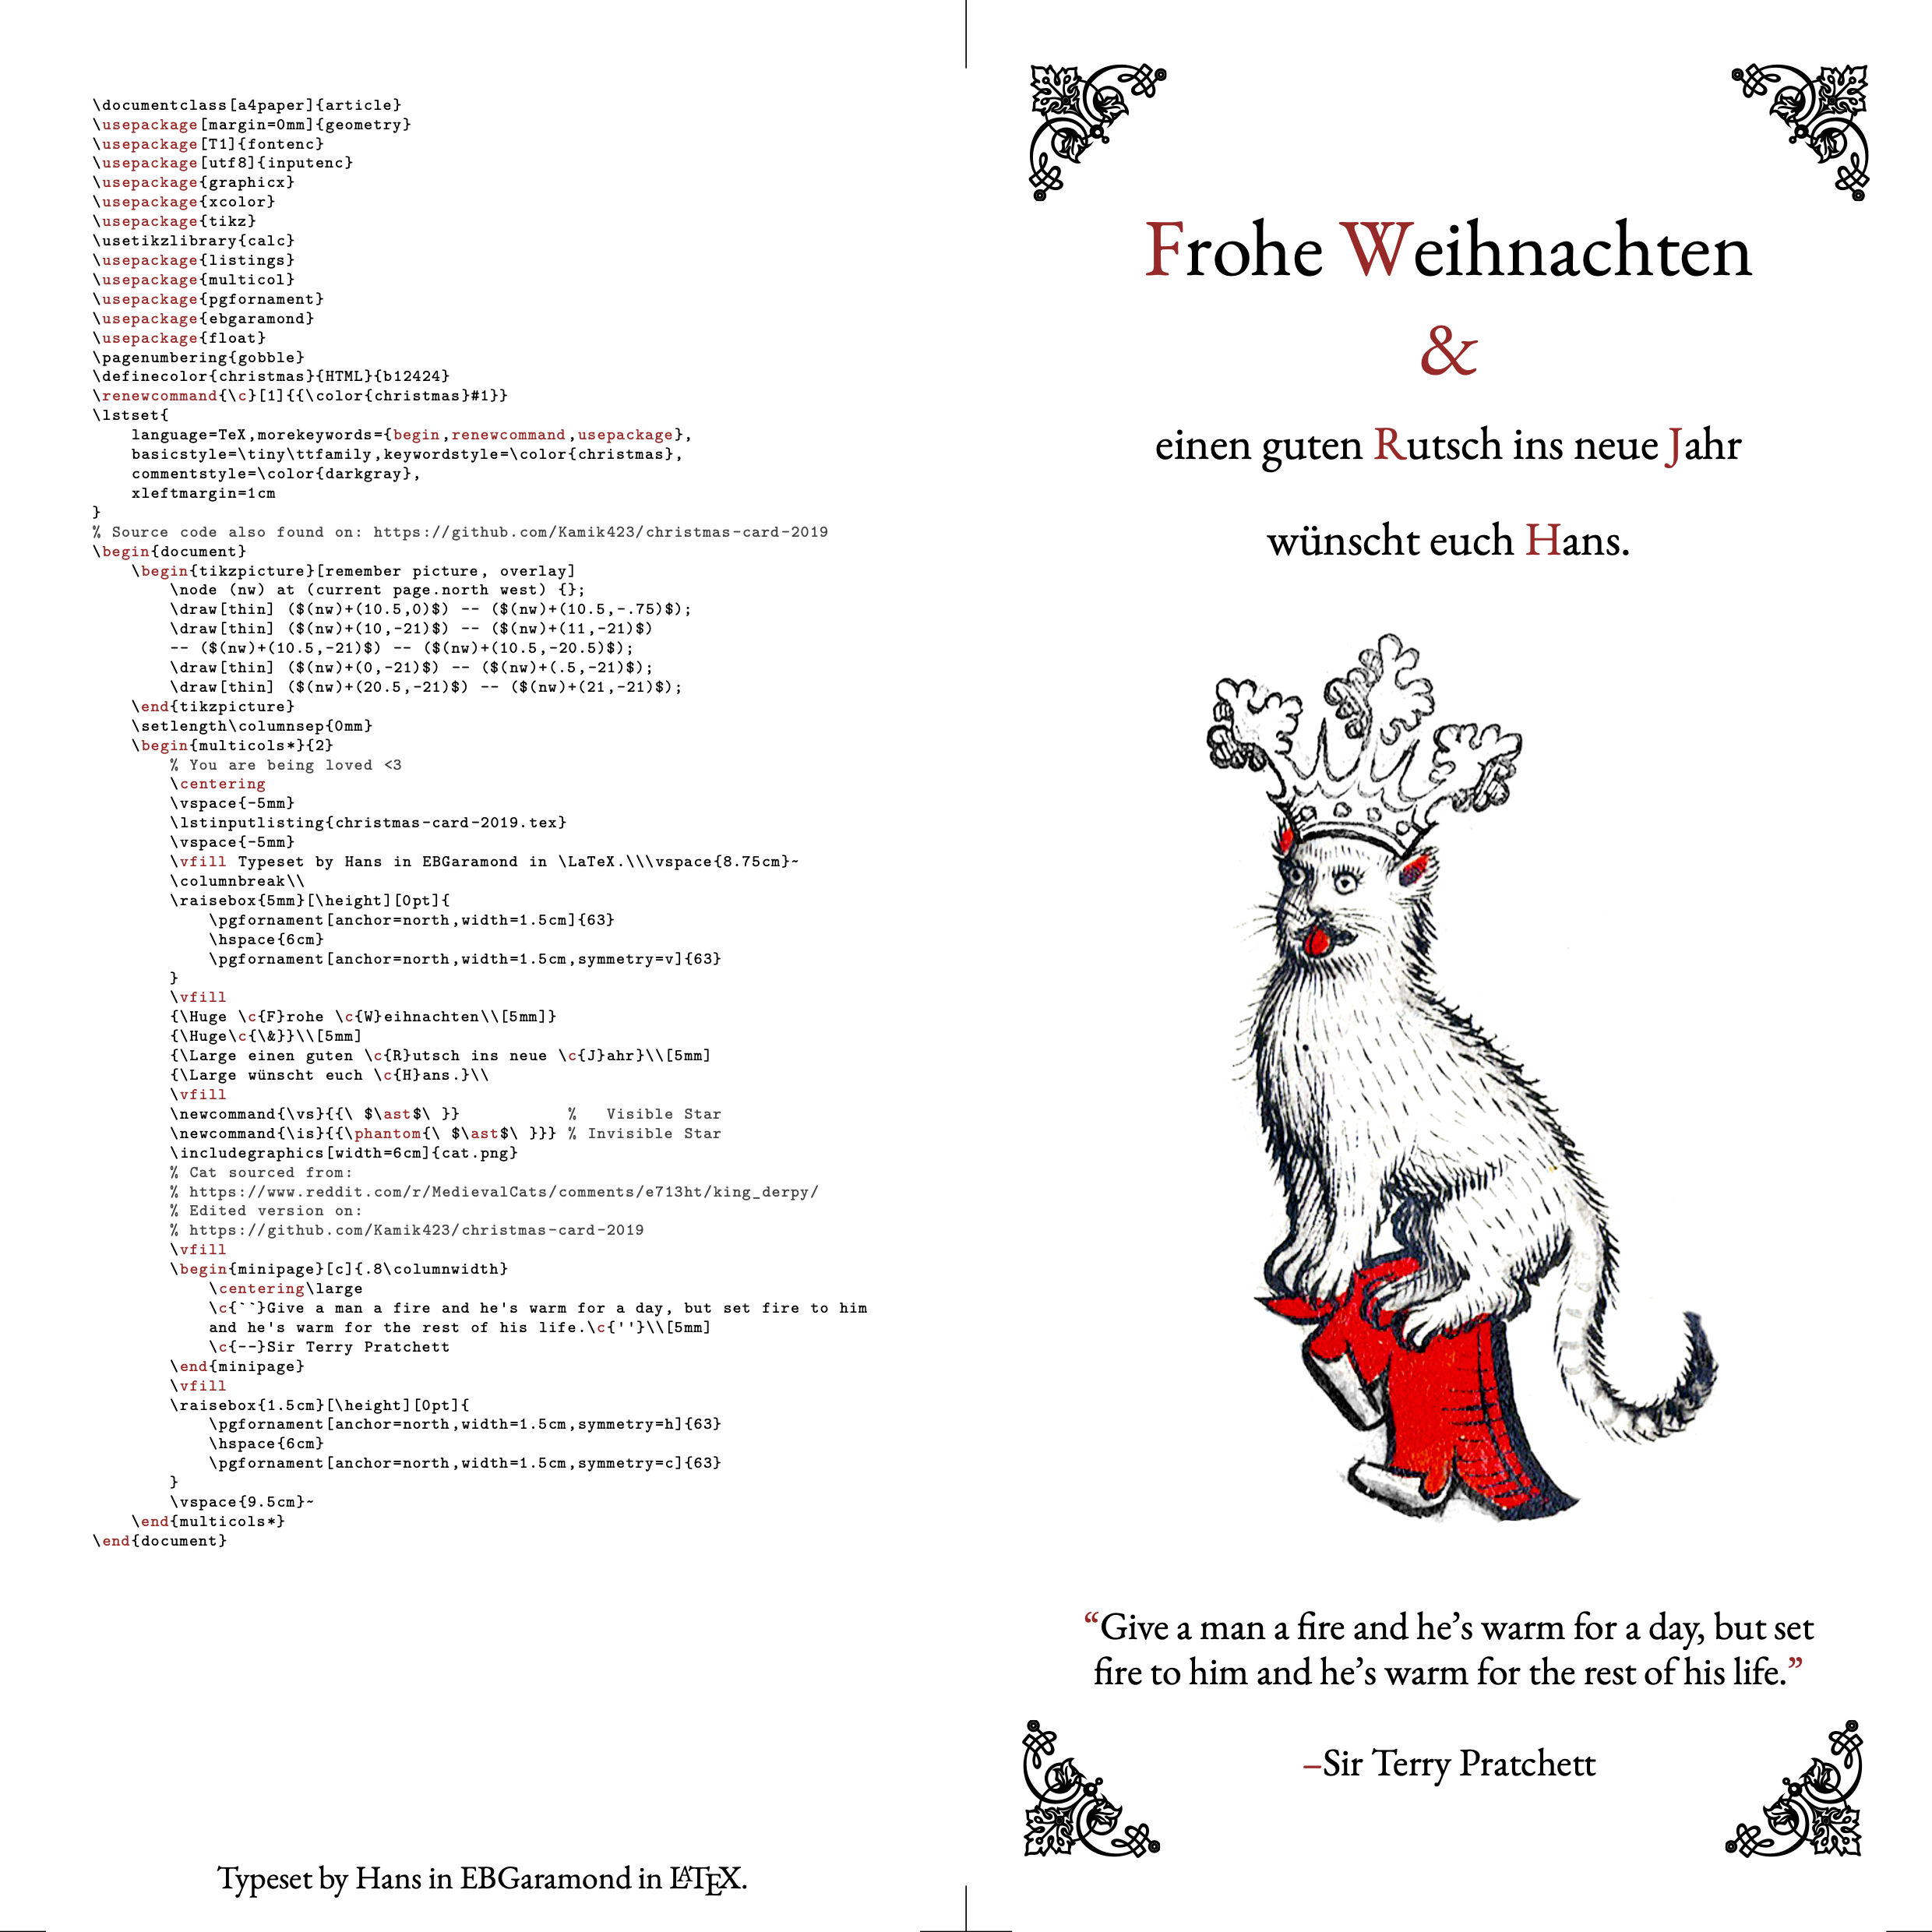 \documentclass[a4paper]{article}
\usepackage[margin=0mm]{geometry}
\usepackage[T1]{fontenc}
\usepackage[utf8]{inputenc}
\usepackage{graphicx}
\usepackage{xcolor}
\usepackage{tikz}
\usetikzlibrary{calc}
\usepackage{listings}
\usepackage{multicol}
\usepackage{pgfornament}
\usepackage{ebgaramond}
\usepackage{float}
\pagenumbering{gobble}
\definecolor{christmas}{HTML}{b12424}
\renewcommand{\c}[1]{{\color{christmas}#1}}
\lstset{
    language=TeX,morekeywords={begin,renewcommand,usepackage},
    basicstyle=\tiny\ttfamily,keywordstyle=\color{christmas},
    commentstyle=\color{darkgray},
    xleftmargin=1cm
}
% Source code also found on: https://github.com/Kamik423/christmas-card-2019
\begin{document}
    \begin{tikzpicture}[remember picture, overlay]
        \node (nw) at (current page.north west) {};
        \draw[thin] ($(nw)+(10.5,0)$) -- ($(nw)+(10.5,-.75)$);
        \draw[thin] ($(nw)+(10,-21)$) -- ($(nw)+(11,-21)$)
        -- ($(nw)+(10.5,-21)$) -- ($(nw)+(10.5,-20.5)$);
        \draw[thin] ($(nw)+(0,-21)$) -- ($(nw)+(.5,-21)$);
        \draw[thin] ($(nw)+(20.5,-21)$) -- ($(nw)+(21,-21)$);
    \end{tikzpicture}
    \setlength\columnsep{0mm}
    \begin{multicols*}{2}
        % You are being loved <3
        \centering
        \vspace{-5mm}
        \lstinputlisting{christmas-card-2019.tex}
        \vspace{-5mm}
        \vfill Typeset by Hans in EBGaramond in \LaTeX.\\\vspace{8.75cm}~
        \columnbreak\\
        \raisebox{5mm}[\height][0pt]{
            \pgfornament[anchor=north,width=1.5cm]{63}
            \hspace{6cm}
            \pgfornament[anchor=north,width=1.5cm,symmetry=v]{63}
        }
        \vfill
        {\Huge \c{F}rohe \c{W}eihnachten\\[5mm]}
        {\Huge\c{\&}}\\[5mm]
        {\Large einen guten \c{R}utsch ins neue \c{J}ahr}\\[5mm]
        {\Large wünscht euch \c{H}ans.}\\
        \vfill
        \newcommand{\vs}{{\ $\ast$\ }}           %   Visible Star
        \newcommand{\is}{{\phantom{\ $\ast$\ }}} % Invisible Star
        \includegraphics[width=6cm]{cat.png}
        % Cat sourced from:
        % https://www.reddit.com/r/MedievalCats/comments/e713ht/king_derpy/
        % Edited version on:
        % https://github.com/Kamik423/christmas-card-2019
        \vfill
        \begin{minipage}[c]{.8\columnwidth}
            \centering\large
            \c{``}Give a man a fire and he's warm for a day, but set fire to him
            and he's warm for the rest of his life.\c{''}\\[5mm]
            \c{--}Sir Terry Pratchett
        \end{minipage}
        \vfill
        \raisebox{1.5cm}[\height][0pt]{
            \pgfornament[anchor=north,width=1.5cm,symmetry=h]{63}
            \hspace{6cm}
            \pgfornament[anchor=north,width=1.5cm,symmetry=c]{63}
        }
        \vspace{9.5cm}~
    \end{multicols*}
\end{document}
Typeset by Hans in EBGaramond in LATEX.
Frohe Weihnachten
&
einen guten Rutsch ins neue Jahr
wünscht euch Hans.
“Give a man a fire and he’s warm for a day, but set
fire to him and he’s warm for the rest of his life.”
–Sir Terry Pratchett